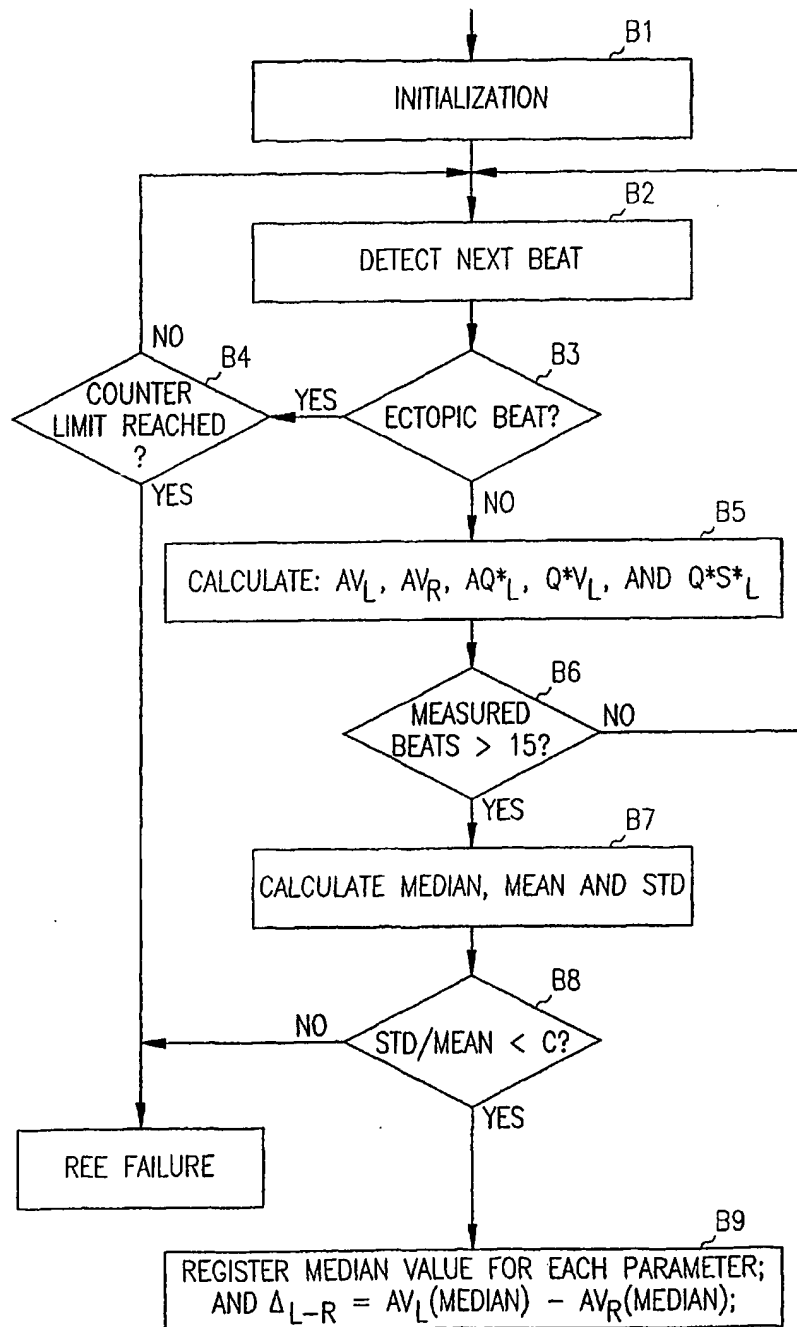 B1
INITIALIZATION
B2
DETECT NEXT BEAT
NO
B4
COUNTER
LIMIT REACHED
?
YES
B3
ECTOPIC BEAT?
YES
NO
B5
CALCULATE: AV_L, AV_R, AQ*_L, Q*V_L, AND Q*S*_L
B6
MEASURED
BEATS > 15?
NO
YES
B7
CALCULATE MEDIAN, MEAN AND STD
B8
NO
STD/MEAN < C?
YES
REE FAILURE
B9
REGISTER MEDIAN VALUE FOR EACH PARAMETER;
AND Δ_L-R = AV_L(MEDIAN) – AV_R(MEDIAN);